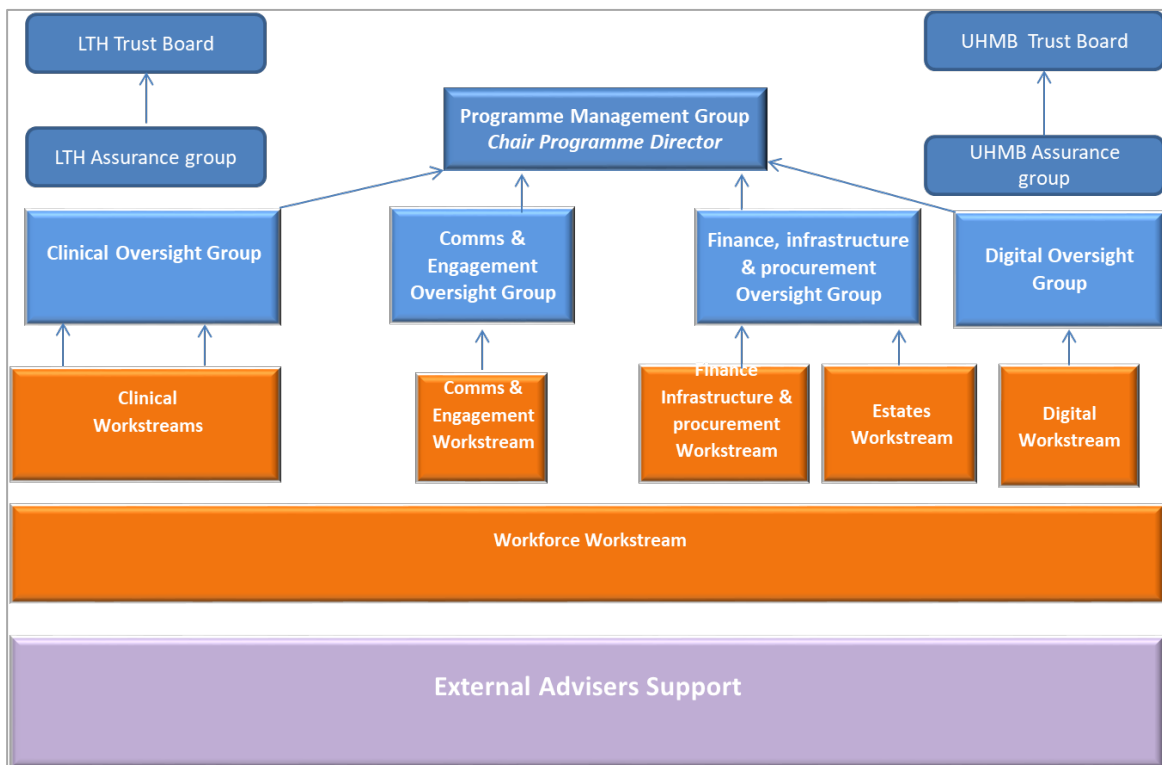 LTH Trust Board
UHMB  Trust Board
Programme Management Group
Chair Programme Director
LTH Assurance group
UHMB Assurance
group
Clinical Oversight Group
Comms &
Engagement
Oversight Group
Finance, infrastructure
& procurement
Oversight Group
Digital Oversight
Group
Clinical
Workstreams
Comms &
Engagement
Workstream
Finance
Infrastructure &
procurement
Workstream
Estates
Workstream
Digital
Workstream
Workforce Workstream
External Advisers Support